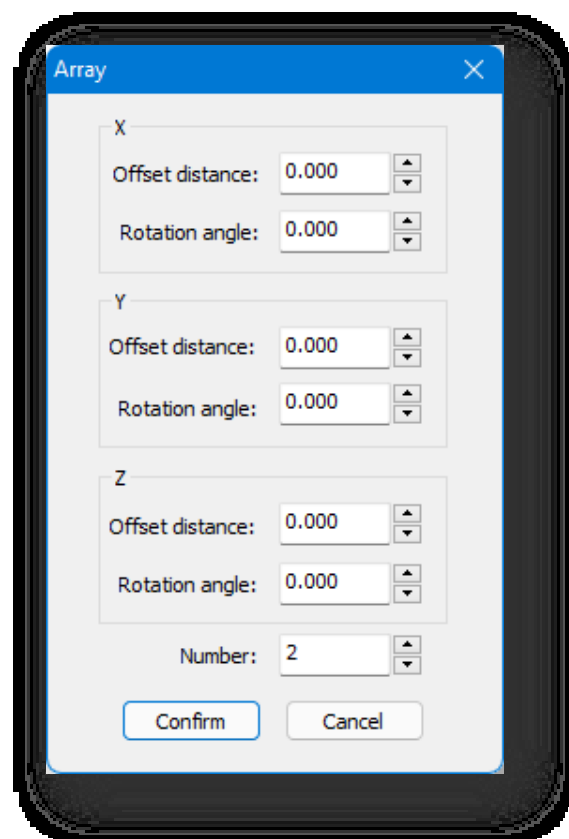 Array
X
Offset distance: 0.000
Rotation angle: 0.000
Y
Offset distance: 0.000
Rotation angle: 0.000
Z
Offset distance: 0.000
Rotation angle: 0.000
Number: 2
Confirm Cancel